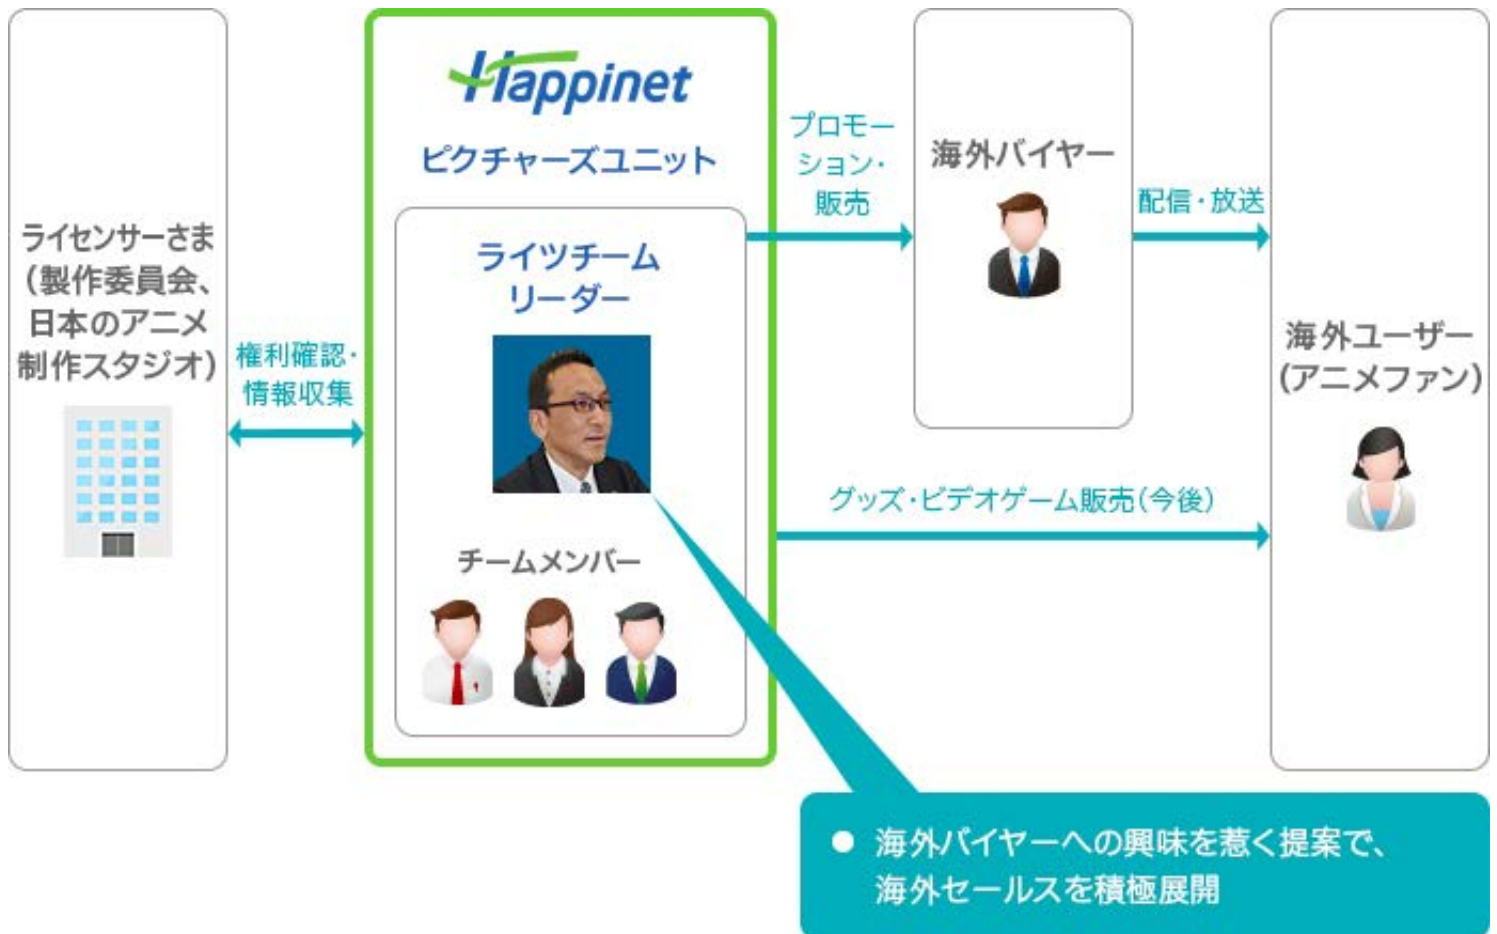 ライセンサーさま
（製作委員会、
日本のアニメ
制作スタジオ）
権利確認・
情報収集
Happinet
ピクチャーズユニット
ライツチーム
リーダー
チームメンバー
プロモー
ション・
販売
海外バイヤー
配信・放送
グッズ・ビデオゲーム販売（今後）
海外ユーザー
（アニメファン）
● 海外バイヤーへの興味を惹く提案で、
海外セールスを積極展開